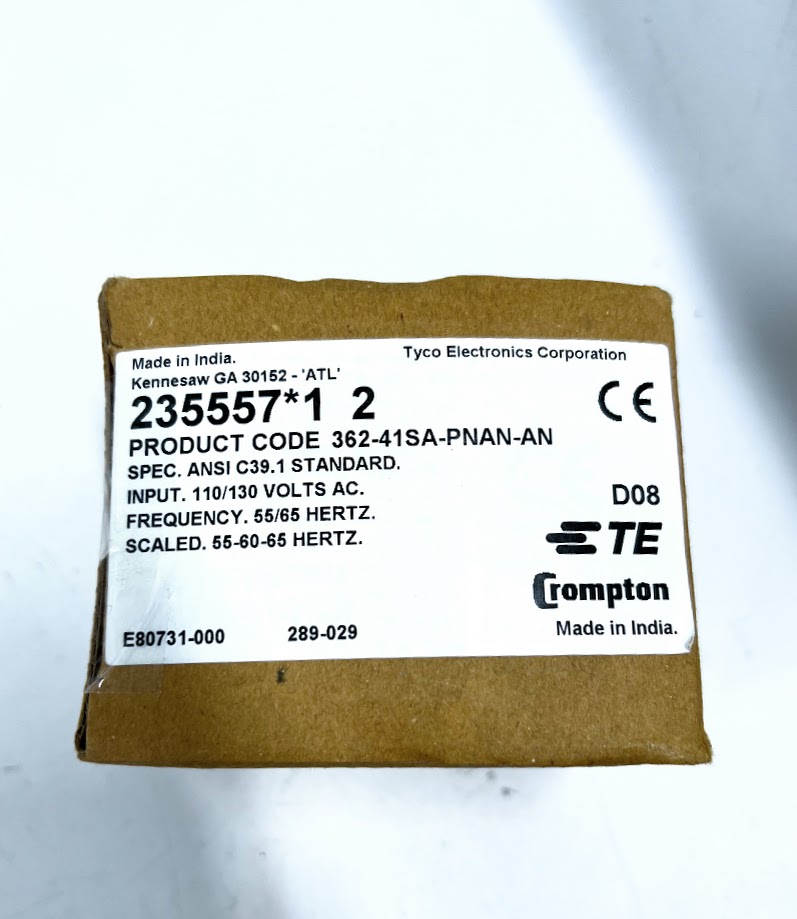 Made in India.
Tyco Electronics Corporation
Kennesaw GA 30152 - 'ATL'
235557*1 2
CE
PRODUCT CODE 362-41SA-PNAN-AN
SPEC. ANSI C39.1 STANDARD.
INPUT. 110/130 VOLTS AC.
D08
FREQUENCY. 55/65 HERTZ.
SCALED. 55-60-65 HERTZ.
TE
Crompton
E80731-000 289-029
Made in India.